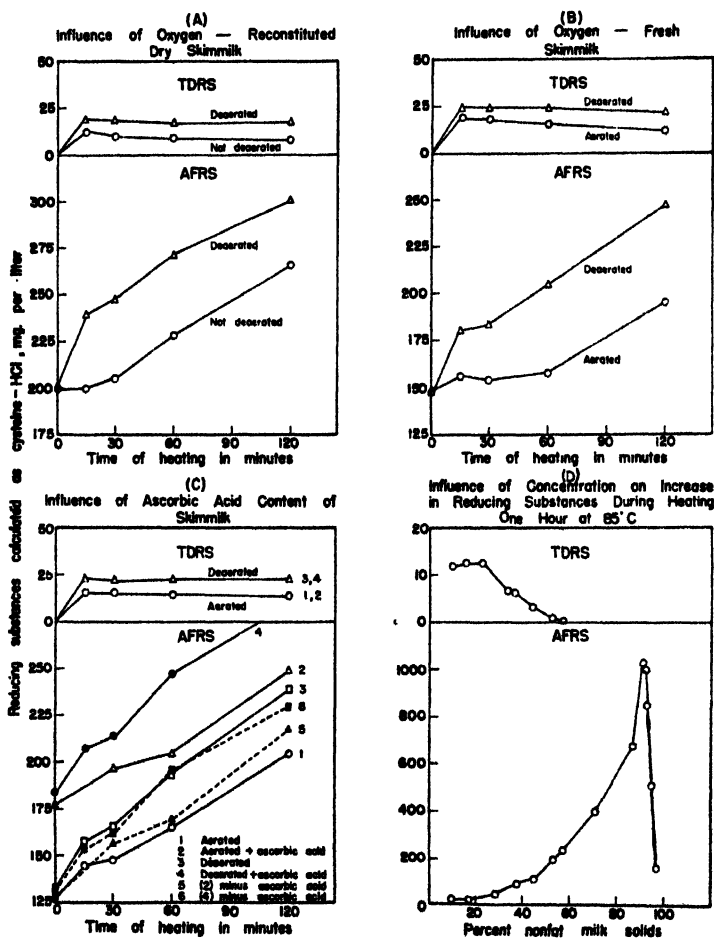 (A)
Influence of Oxygen — Reconstituted
Dry Skimmilk
50
TDRS
25
Deaerated
Not deaerated
0
AFRS
300
275
Deaerated
250
225
Not deaerated
200
175
0 30 60 90 120
Time of heating in minutes
(B)
Influence of Oxygen — Fresh
Skimmilk
50
TDRS
25
Deaerated
Aerated
0
AFRS
250
225
Deaerated
200
175
Aerated
150
125
0 30 60 90 120
Time of heating in minutes
Reducing substances calculated as cysteine-HCl, mg. per liter
(C)
Influence of Ascorbic Acid Content of
Skimmilk
50
TDRS
25
Deaerated
3,4
1,2
Aerated
0
AFRS
4
250
2
3
225
6
5
200
1
175
150
125
1 Aerated
2 Aerated + ascorbic acid
3 Deaerated
4 Deaerated + ascorbic acid
5 (2) minus ascorbic acid
6 (4) minus ascorbic acid
0 30 60 90 120
Time of heating in minutes
(D)
Influence of Concentration on Increase
in Reducing Substances During Heating
One Hour at 85°C
20
TDRS
10
0
AFRS
1000
800
600
400
200
0
0 20 40 60 80 100
Percent nonfat milk solids